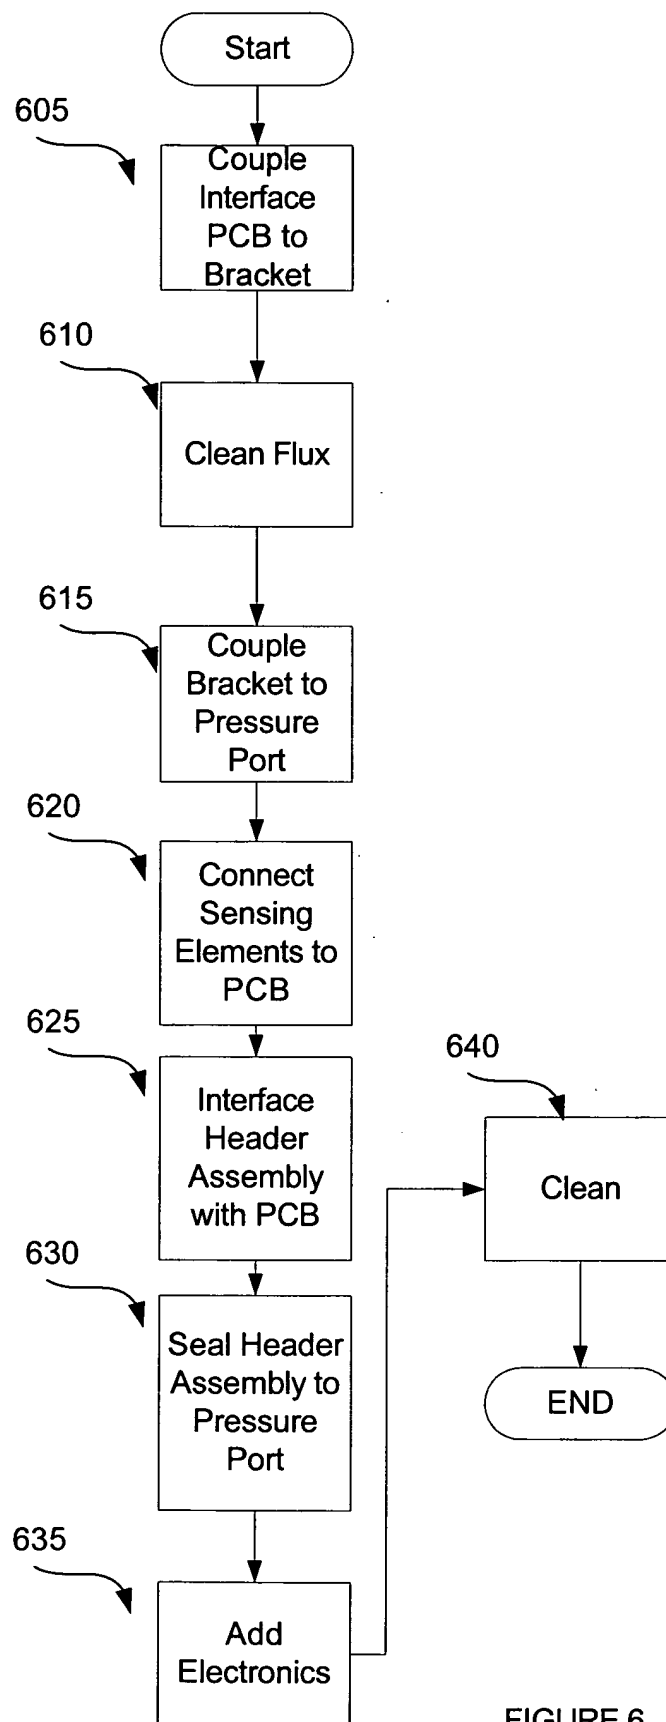 Start
605
Couple
Interface
PCB to
Bracket
610
Clean Flux
615
Couple
Bracket to
Pressure
Port
620
Connect
Sensing
Elements to
PCB
625
Interface
Header
Assembly
with PCB
630
Seal Header
Assembly to
Pressure
Port
635
Add
Electronics
640
Clean
END
FIGURE 6